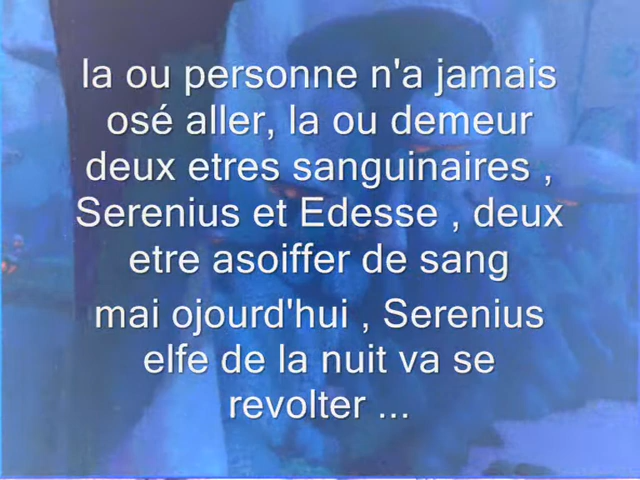 la ou personne n'a jamais
osé aller, la ou demeur
deux etres sanguinaires ,
Serenius et Edesse , deux
etre asoiffer de sang
mai ojourd'hui , Serenius
elfe de la nuit va se
revolter ...